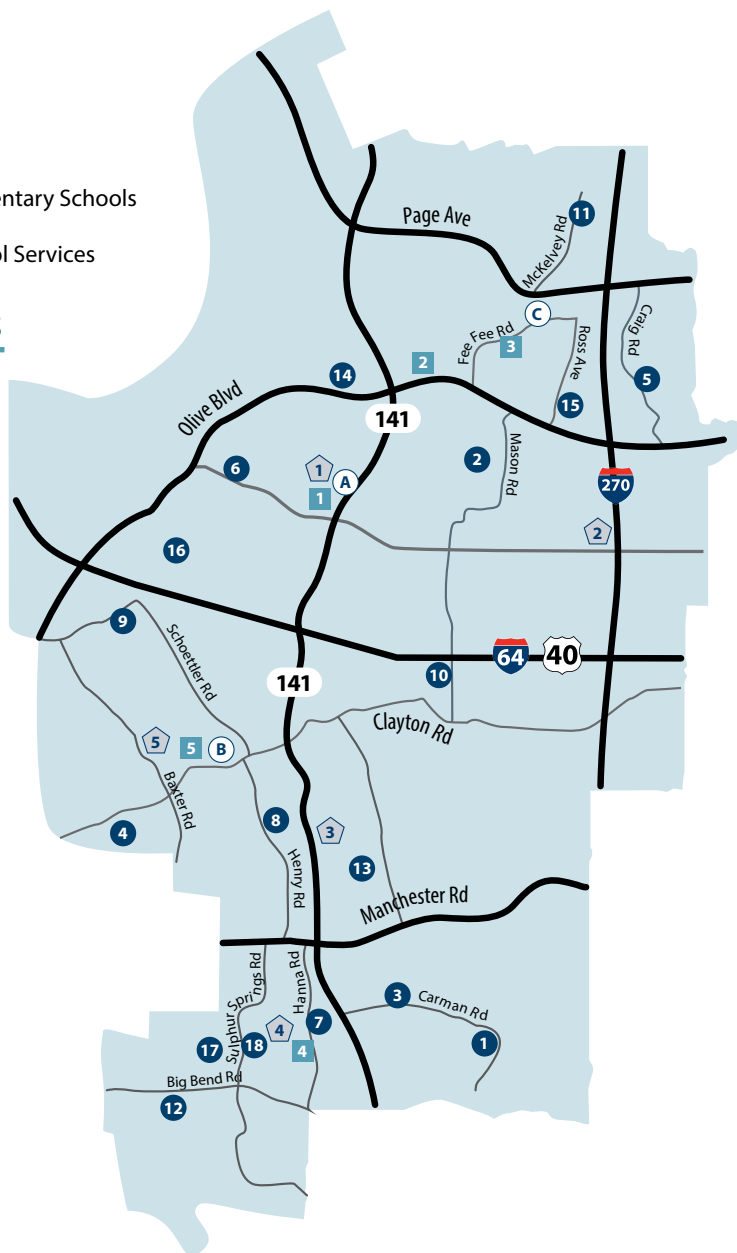 entary Schools
Page Ave
11
McKelvey Rd
ol Services
C
Fee Fee Rd
3
Ross Ave
Craig Rd
5
2
14
Olive Blvd
141
15
Mason Rd
2
6
1
A
1
270
2
16
9
Schoettler Rd
64
40
10
141
Clayton Rd
5
5
B
Baxter Rd
4
8
3
13
Henry Rd
Manchester Rd
Sulphur Springs Rd
Hanna Rd
3
Carman Rd
1
7
4
4
18
17
Big Bend Rd
12